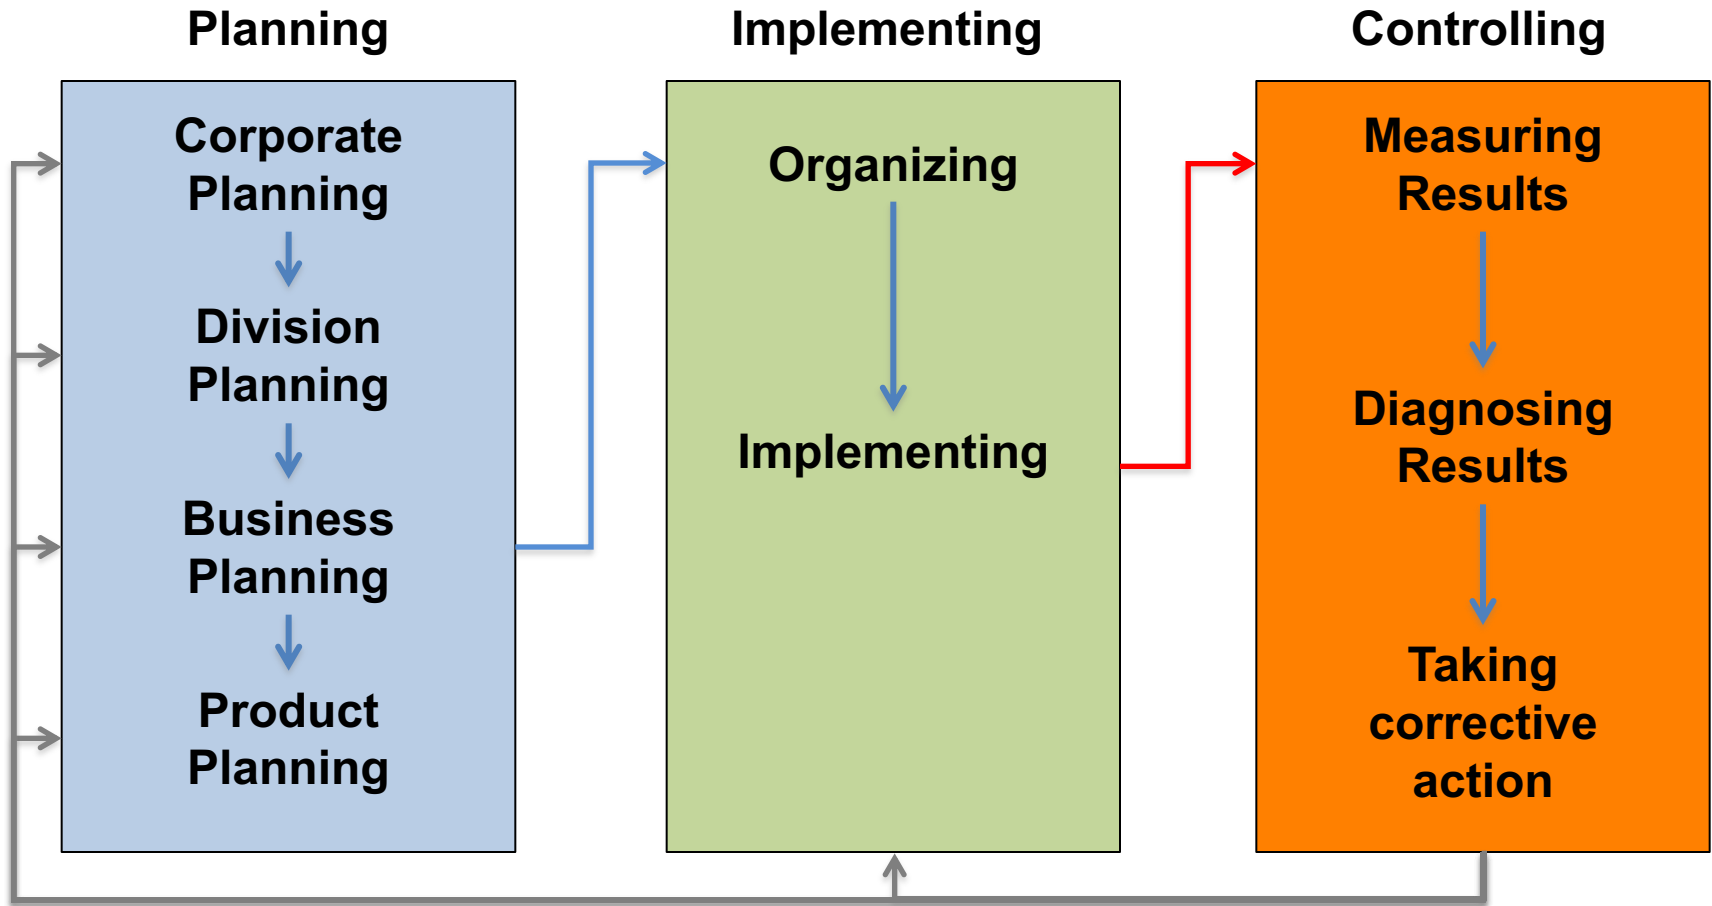 Planning
Implementing
Controlling
Corporate
Planning
Division
Planning
Business
Planning
Product
Planning
Organizing
Implementing
Measuring
Results
Diagnosing
Results
Taking
corrective
action